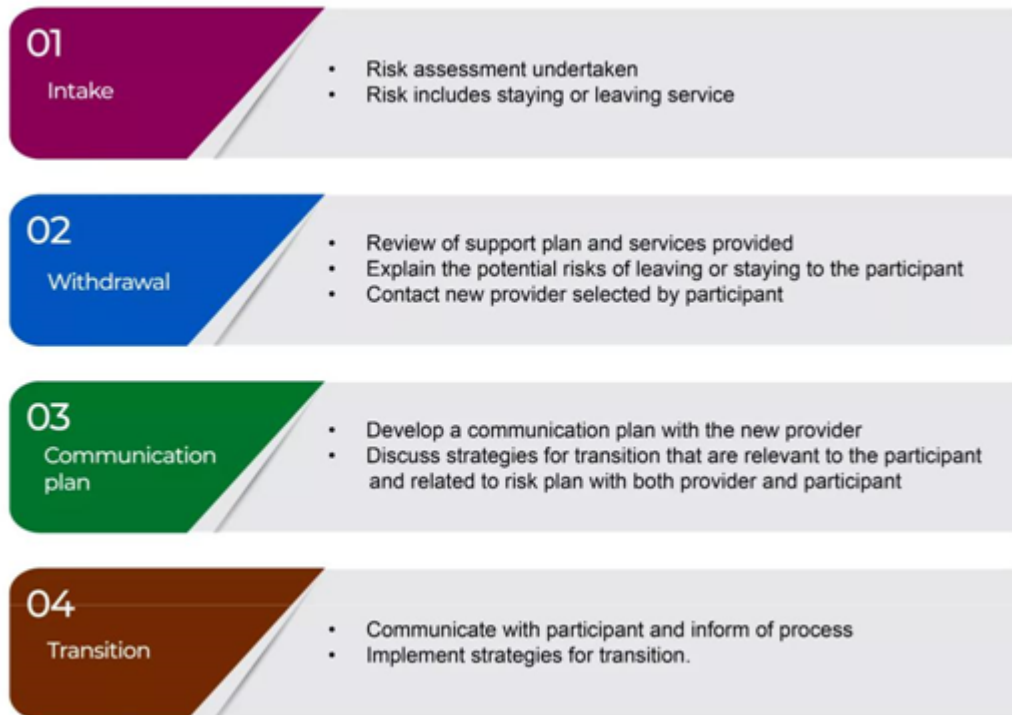 01
Intake
• Risk assessment undertaken
• Risk includes staying or leaving service
02
Withdrawal
• Review of support plan and services provided
• Explain the potential risks of leaving or staying to the participant
• Contact new provider selected by participant
03
Communication
plan
• Develop a communication plan with the new provider
• Discuss strategies for transition that are relevant to the participant
and related to risk plan with both provider and participant
04
Transition
• Communicate with participant and inform of process
• Implement strategies for transition.